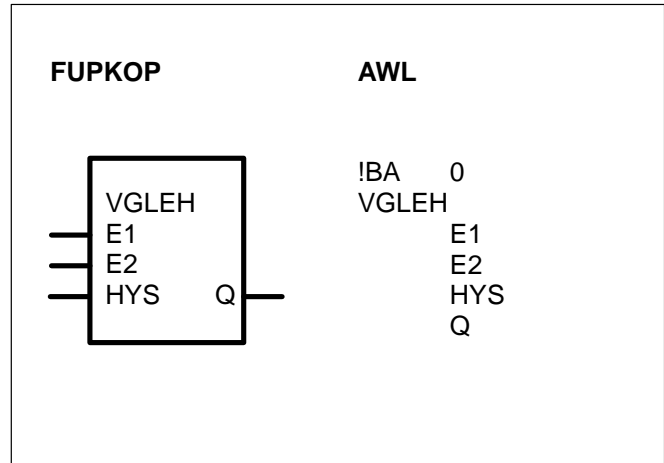 FUPKOP
AWL
VGLEH
E1
E2
HYS Q
!BA 0
VGLEH
E1
E2
HYS
Q